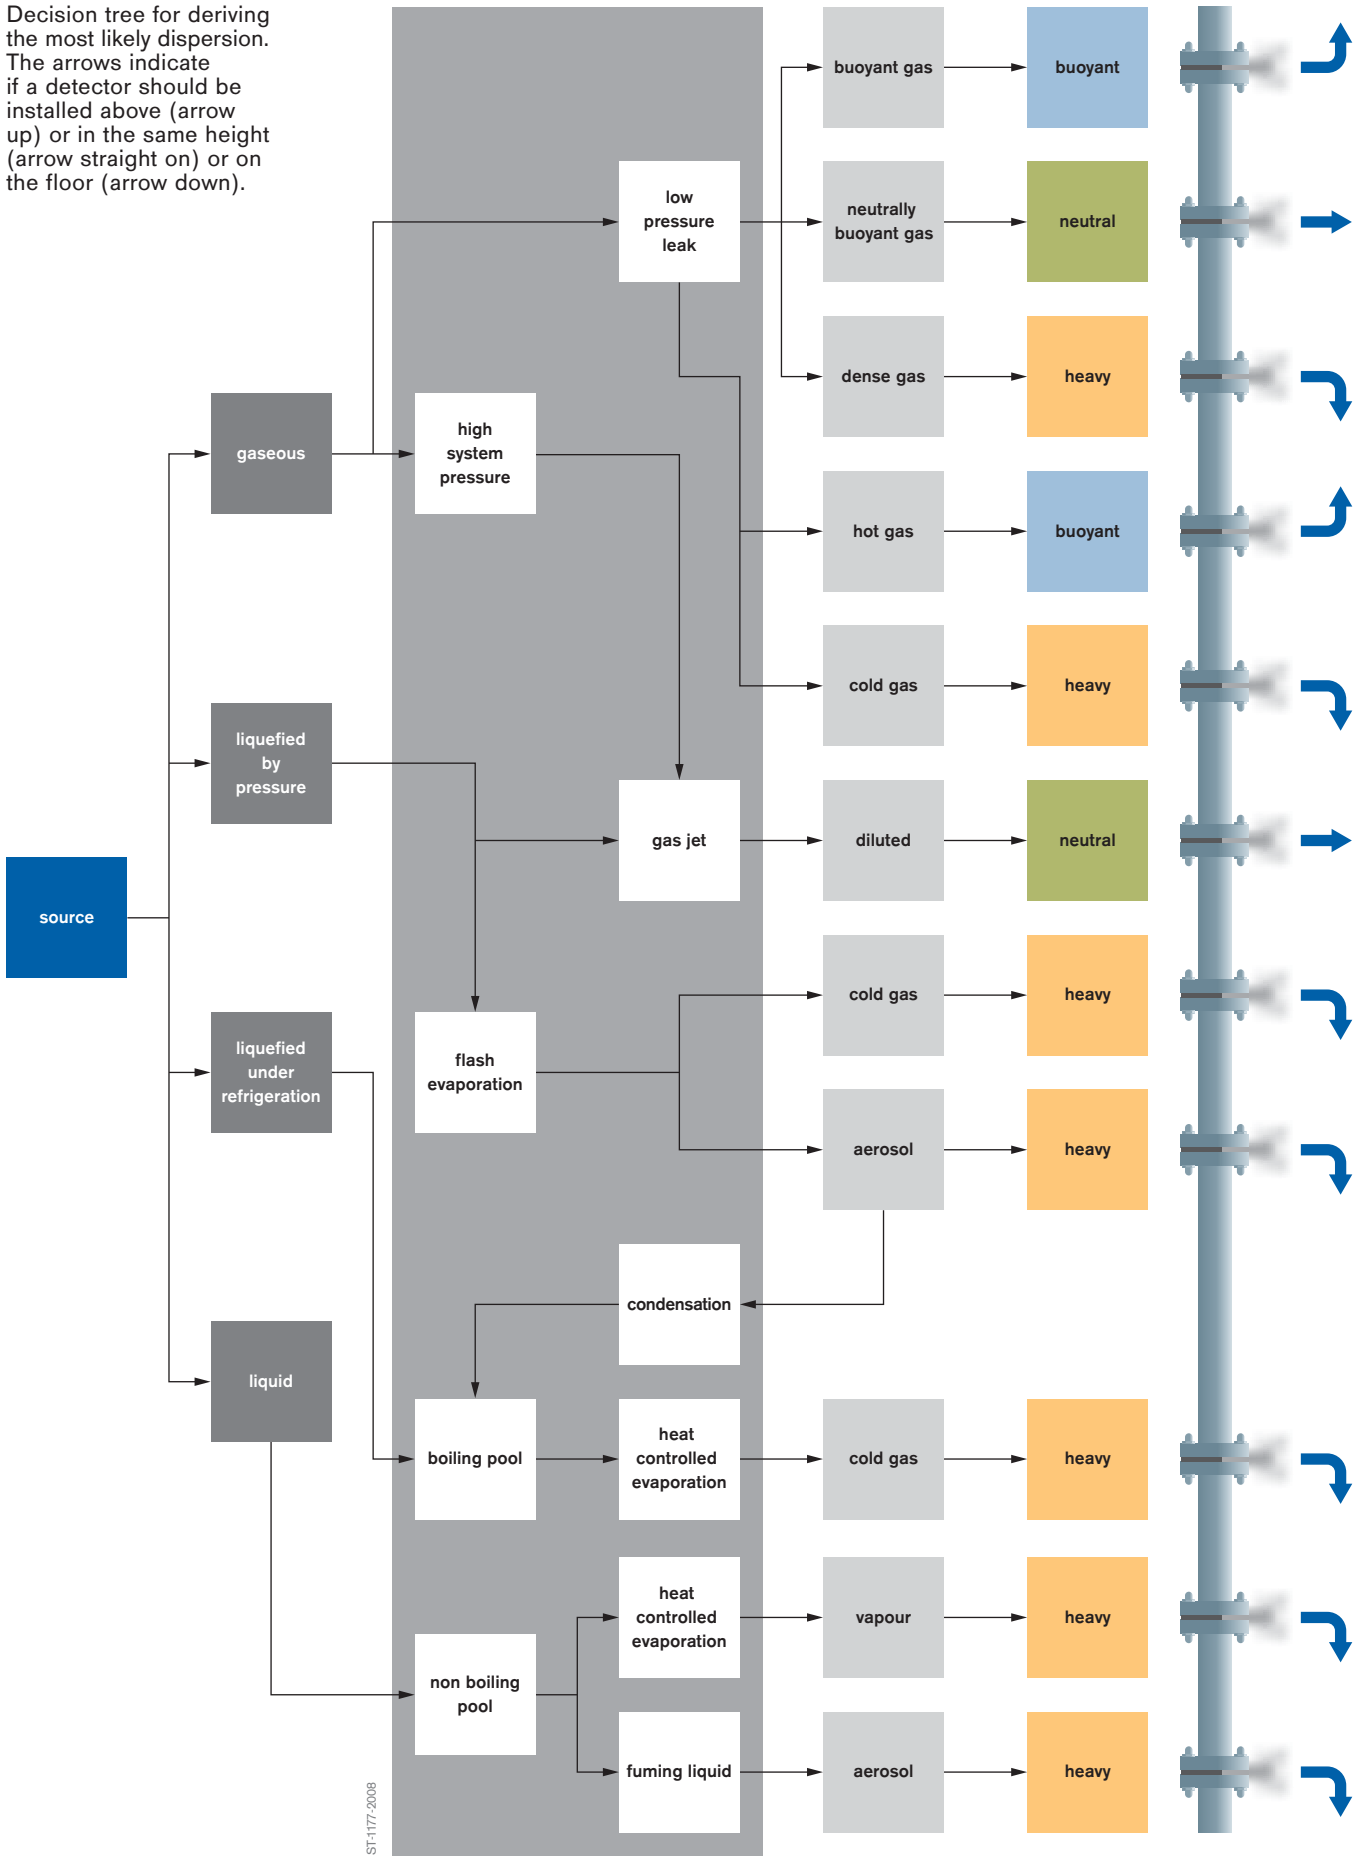 Decision tree for deriving
the most likely dispersion.
The arrows indicate
if a detector should be
installed above (arrow
up) or in the same height
(arrow straight on) or on
the floor (arrow down).
buoyant gas
buoyant
low
pressure
leak
neutrally
buoyant gas
neutral
dense gas
heavy
gaseous
high
system
pressure
hot gas
buoyant
cold gas
heavy
liquefied
by
pressure
gas jet
diluted
neutral
source
cold gas
heavy
liquefied
under
refrigeration
flash
evaporation
aerosol
heavy
condensation
liquid
boiling pool
heat
controlled
evaporation
cold gas
heavy
heat
controlled
evaporation
vapour
heavy
non boiling
pool
fuming liquid
aerosol
heavy
ST-1177-2008